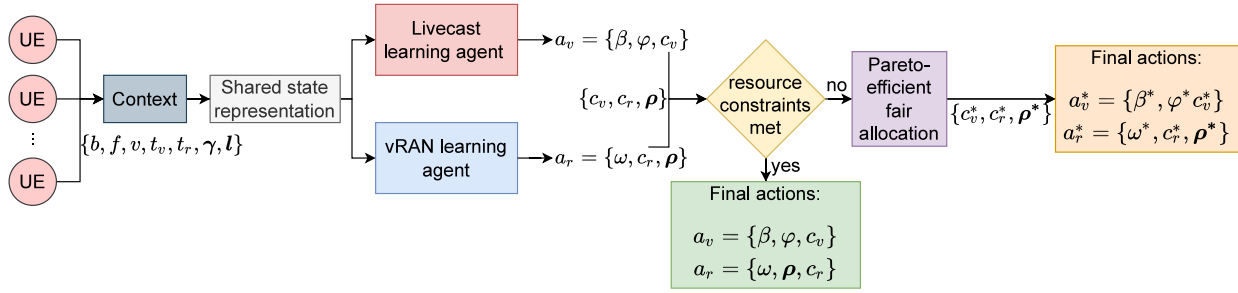 UE
UE
⋮
UE
Context
{b, f, v, t_v, t_r, γ, l}
Shared state
representation
Livecast
learning agent
vRAN learning
agent
a_v = {β, φ, c_v}
{c_v, c_r, ρ}
a_r = {ω, c_r, ρ}
resource
constraints
met
no
yes
Pareto-
efficient
fair
allocation
{c_v^*, c_r^*, ρ^*}
Final actions:
a_v^* = {β^*, φ^* c_v^*}
a_r^* = {ω^*, c_r^*, ρ^*}
Final actions:
a_v = {β, φ, c_v}
a_r = {ω, ρ, c_r}